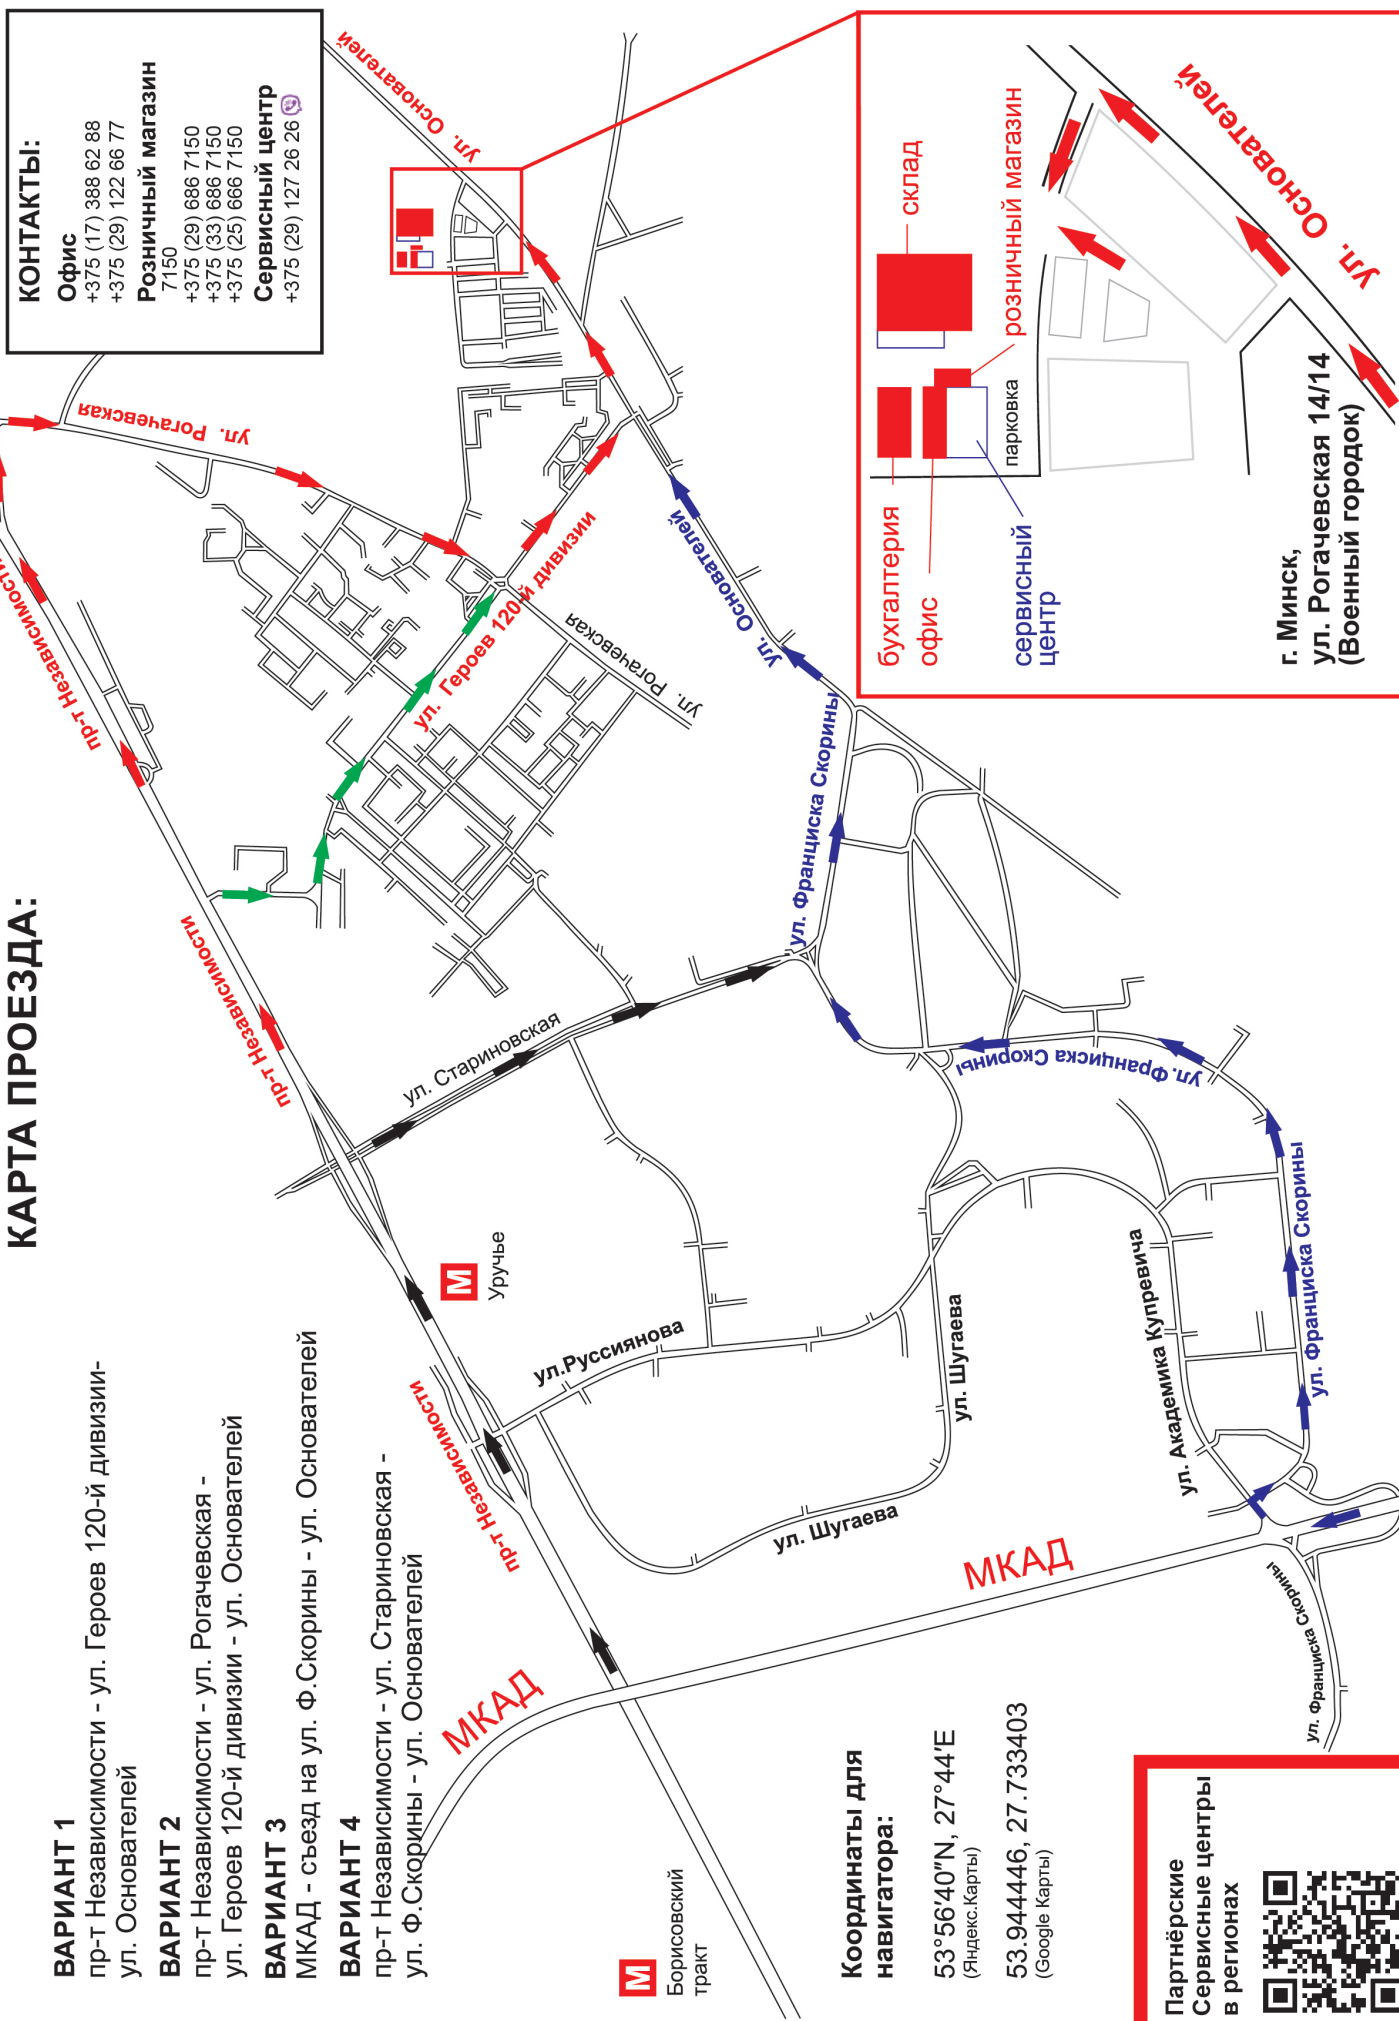 КАРТА ПРОЕЗДА:
ВАРИАНТ 1
пр-т Независимости - ул. Героев 120-й дивизии-
ул. Основателей
ВАРИАНТ 2
пр-т Независимости - ул. Рогачевская -
ул. Героев 120-й дивизии - ул. Основателей
ВАРИАНТ 3
МКАД - съезд на ул. Ф.Скорины - ул. Основателей
ВАРИАНТ 4
пр-т Независимости - ул. Стариновская -
ул. Ф.Скорины - ул. Основателей
КОНТАКТЫ:
Офис
+375 (17) 388 62 88
+375 (29) 122 66 77
Розничный магазин
7150
+375 (29) 686 7150
+375 (33) 686 7150
+375 (25) 666 7150
Сервисный центр
+375 (29) 127 26 26
М
Борисовский
тракт
М
Уручье
МКАД
МКАД
пр-т Независимости
пр-т Независимости
пр-т Независимости
пр-т Независимости
пр-т Независимости
ул. Рогачевская
ул. Рогачевская
ул. Героев 120-й дивизии
ул. Основателей
ул. Основателей
ул. Стариновская
ул.Руссиянова
ул. Шугаева
ул. Шугаева
ул. Академика Купревича
ул. Франциска Скорины
ул. Франциска Скорины
ул. Франциска Скорины
ул. Франциска Скорины
Координаты для
навигатора:
53°56′40″N, 27°44′E
(Яндекс.Карты)
53.944446, 27.733403
(Google Карты)
Партнёрские
Сервисные центры
в регионах
бухгалтерия
офис
сервисный
центр
парковка
розничный магазин
склад
ул. Основателей
г. Минск,
ул. Рогачевская 14/14
(Военный городок)